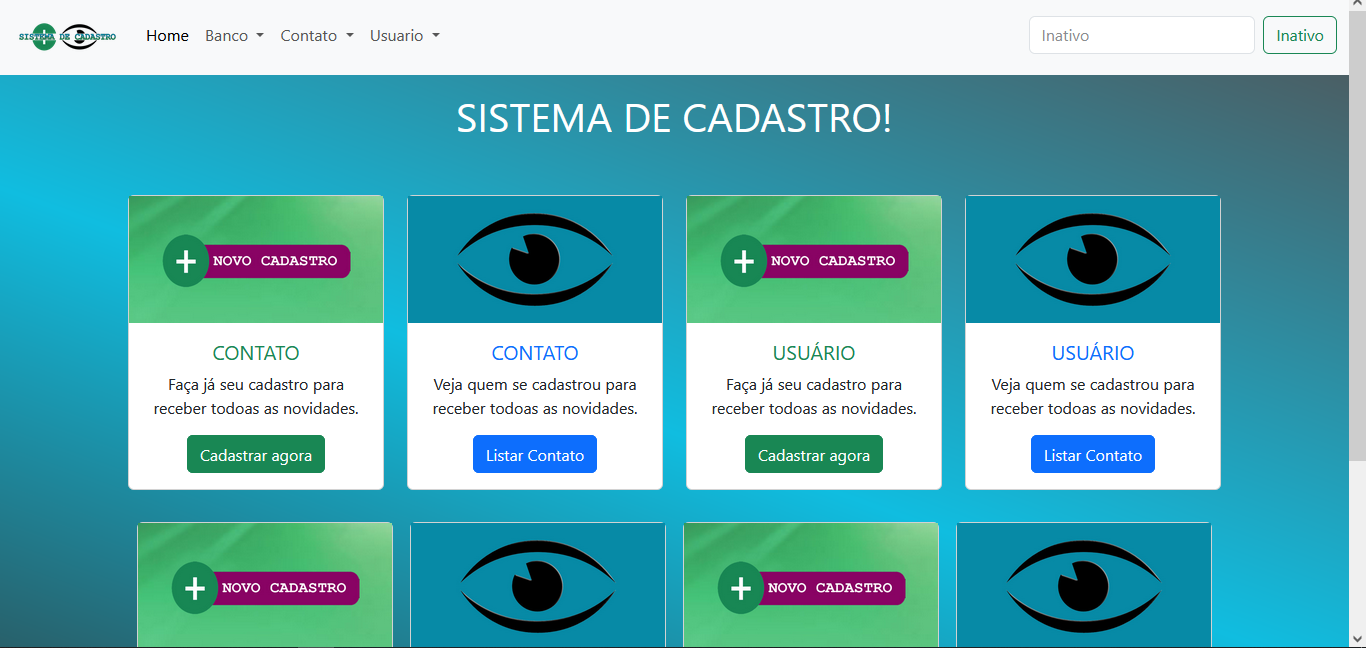 SISTEMA DE CADASTRO
Home Banco Contato Usuario
Inativo Inativo
SISTEMA DE CADASTRO!
+ NOVO CADASTRO
+ NOVO CADASTRO
CONTATO CONTATO USUÁRIO USUÁRIO
Faça já seu cadastro para Veja quem se cadastrou para Faça já seu cadastro para Veja quem se cadastrou para
receber todoas as novidades. receber todoas as novidades. receber todoas as novidades. receber todoas as novidades.
Cadastrar agora Listar Contato Cadastrar agora Listar Contato
+ NOVO CADASTRO
+ NOVO CADASTRO